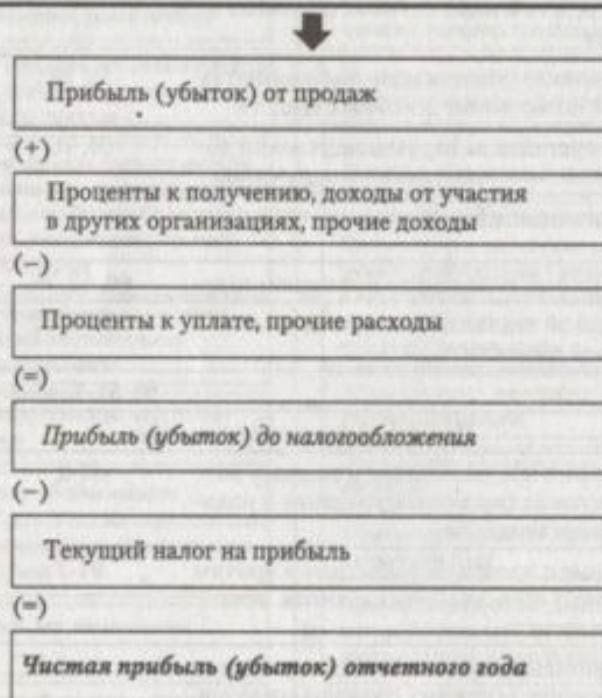 Прибыль (убыток) от продаж
(+)
Проценты к получению, доходы от участия
в других организациях, прочие доходы
(−)
Проценты к уплате, прочие расходы
(=)
Прибыль (убыток) до налогообложения
(−)
Текущий налог на прибыль
(=)
Чистая прибыль (убыток) отчетного года